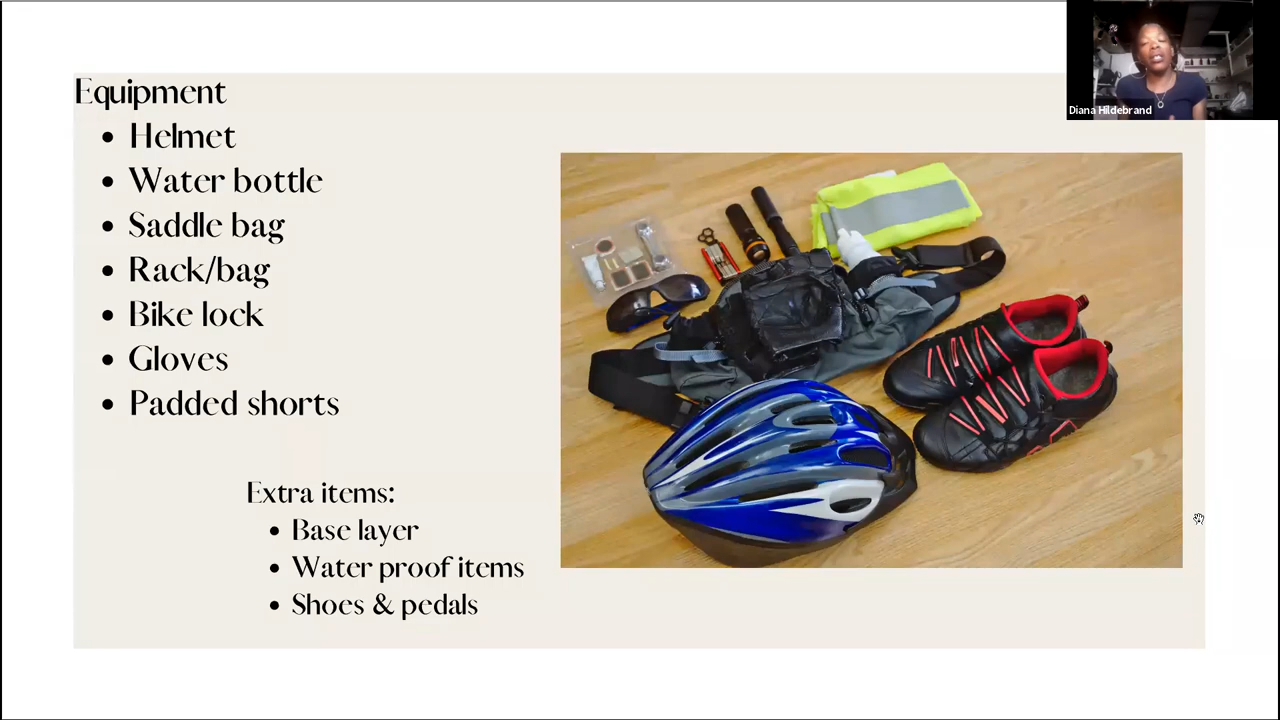 Equipment
• Helmet
• Water bottle
• Saddle bag
• Rack/bag
• Bike lock
• Gloves
• Padded shorts
Extra items:
• Base layer
• Water proof items
• Shoes & pedals
Diana Hildebrand